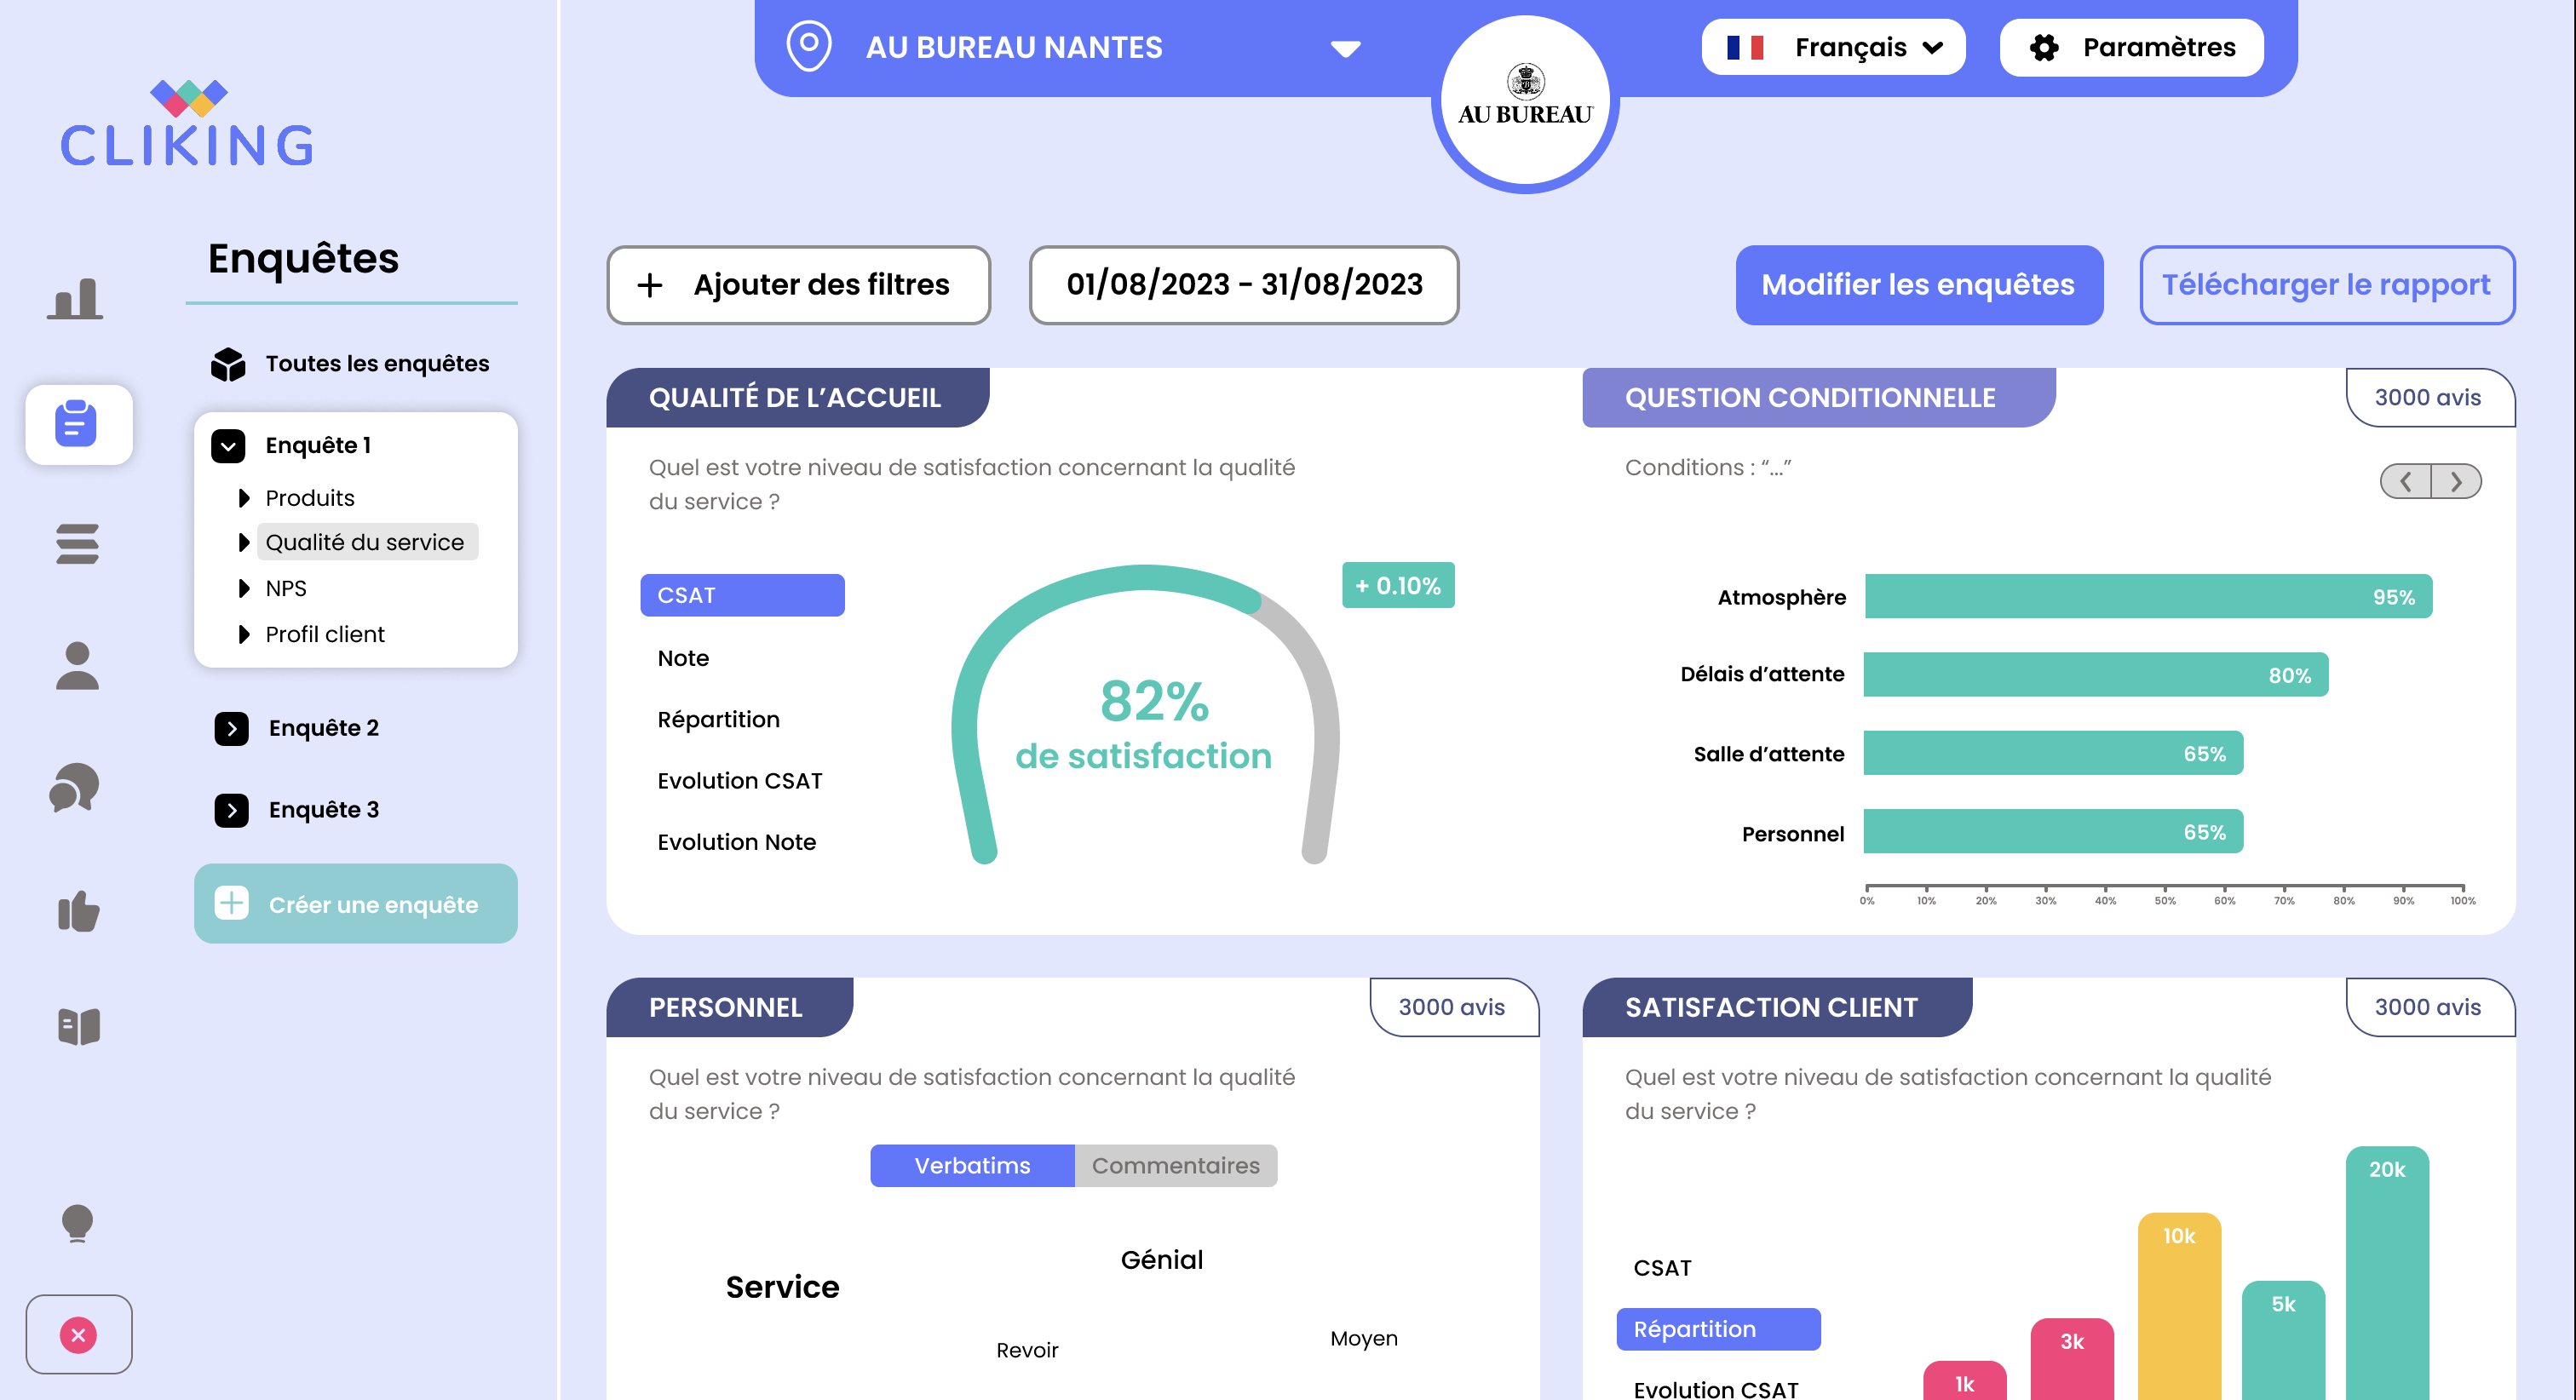 CLIKING
AU BUREAU NANTES
AU BUREAU
Français
Paramètres
Enquêtes
Toutes les enquêtes
Enquête 1
Produits
Qualité du service
NPS
Profil client
Enquête 2
Enquête 3
Créer une enquête
Ajouter des filtres
01/08/2023 - 31/08/2023
Modifier les enquêtes
Télécharger le rapport
QUALITÉ DE L’ACCUEIL
Quel est votre niveau de satisfaction concernant la qualité
du service ?
CSAT
Note
Répartition
Evolution CSAT
Evolution Note
+ 0.10%
82%
de satisfaction
QUESTION CONDITIONNELLE
3000 avis
Conditions : “...”
Atmosphère
95%
Délais d’attente
80%
Salle d’attente
65%
Personnel
65%
0% 10% 20% 30% 40% 50% 60% 70% 80% 90% 100%
PERSONNEL
3000 avis
Quel est votre niveau de satisfaction concernant la qualité
du service ?
Verbatims
Commentaires
Génial
Service
Moyen
Revoir
SATISFACTION CLIENT
3000 avis
Quel est votre niveau de satisfaction concernant la qualité
du service ?
CSAT
Répartition
Evolution CSAT
1k
3k
10k
5k
20k